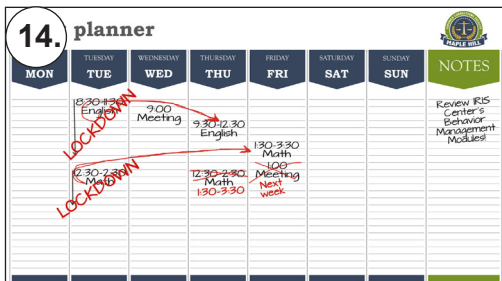 14.
planner
MAPLE HILL
TUESDAY WEDNESDAY THURSDAY FRIDAY SATURDAY SUNDAY
MON TUE WED THU FRI SAT SUN NOTES
8:30-11:30
English
LOCKDOWN
12:30-2:30
Math
LOCKDOWN
9:00
Meeting
9:30-12:30
English
12:30-2:30
Math
1:30-3:30
1:30-3:30
Math
1:00
Meeting
Next
week
Review IRIS
Center's
Behavior
Management
Modules!